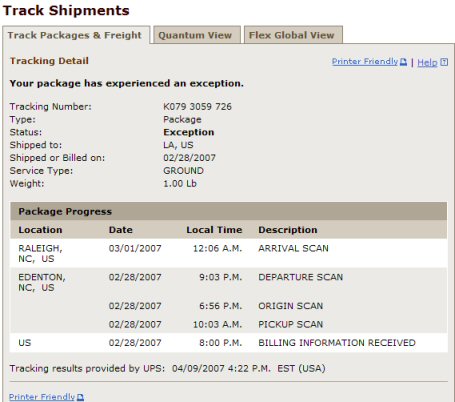 Track Shipments
Track Packages & Freight Quantum View Flex Global View
Tracking Detail Printer Friendly | Help ?
Your package has experienced an exception.
Tracking Number: K079 3059 726
Type: Package
Status: Exception
Shipped to: LA, US
Shipped or Billed on: 02/28/2007
Service Type: GROUND
Weight: 1.00 Lb
Package Progress
Location Date Local Time Description
RALEIGH, 03/01/2007 12:06 A.M. ARRIVAL SCAN
NC, US
EDENTON, 02/28/2007 9:03 P.M. DEPARTURE SCAN
NC, US
02/28/2007 6:56 P.M. ORIGIN SCAN
02/28/2007 10:03 A.M. PICKUP SCAN
US 02/28/2007 8:00 P.M. BILLING INFORMATION RECEIVED
Tracking results provided by UPS: 04/09/2007 4:22 P.M. EST (USA)
Printer Friendly